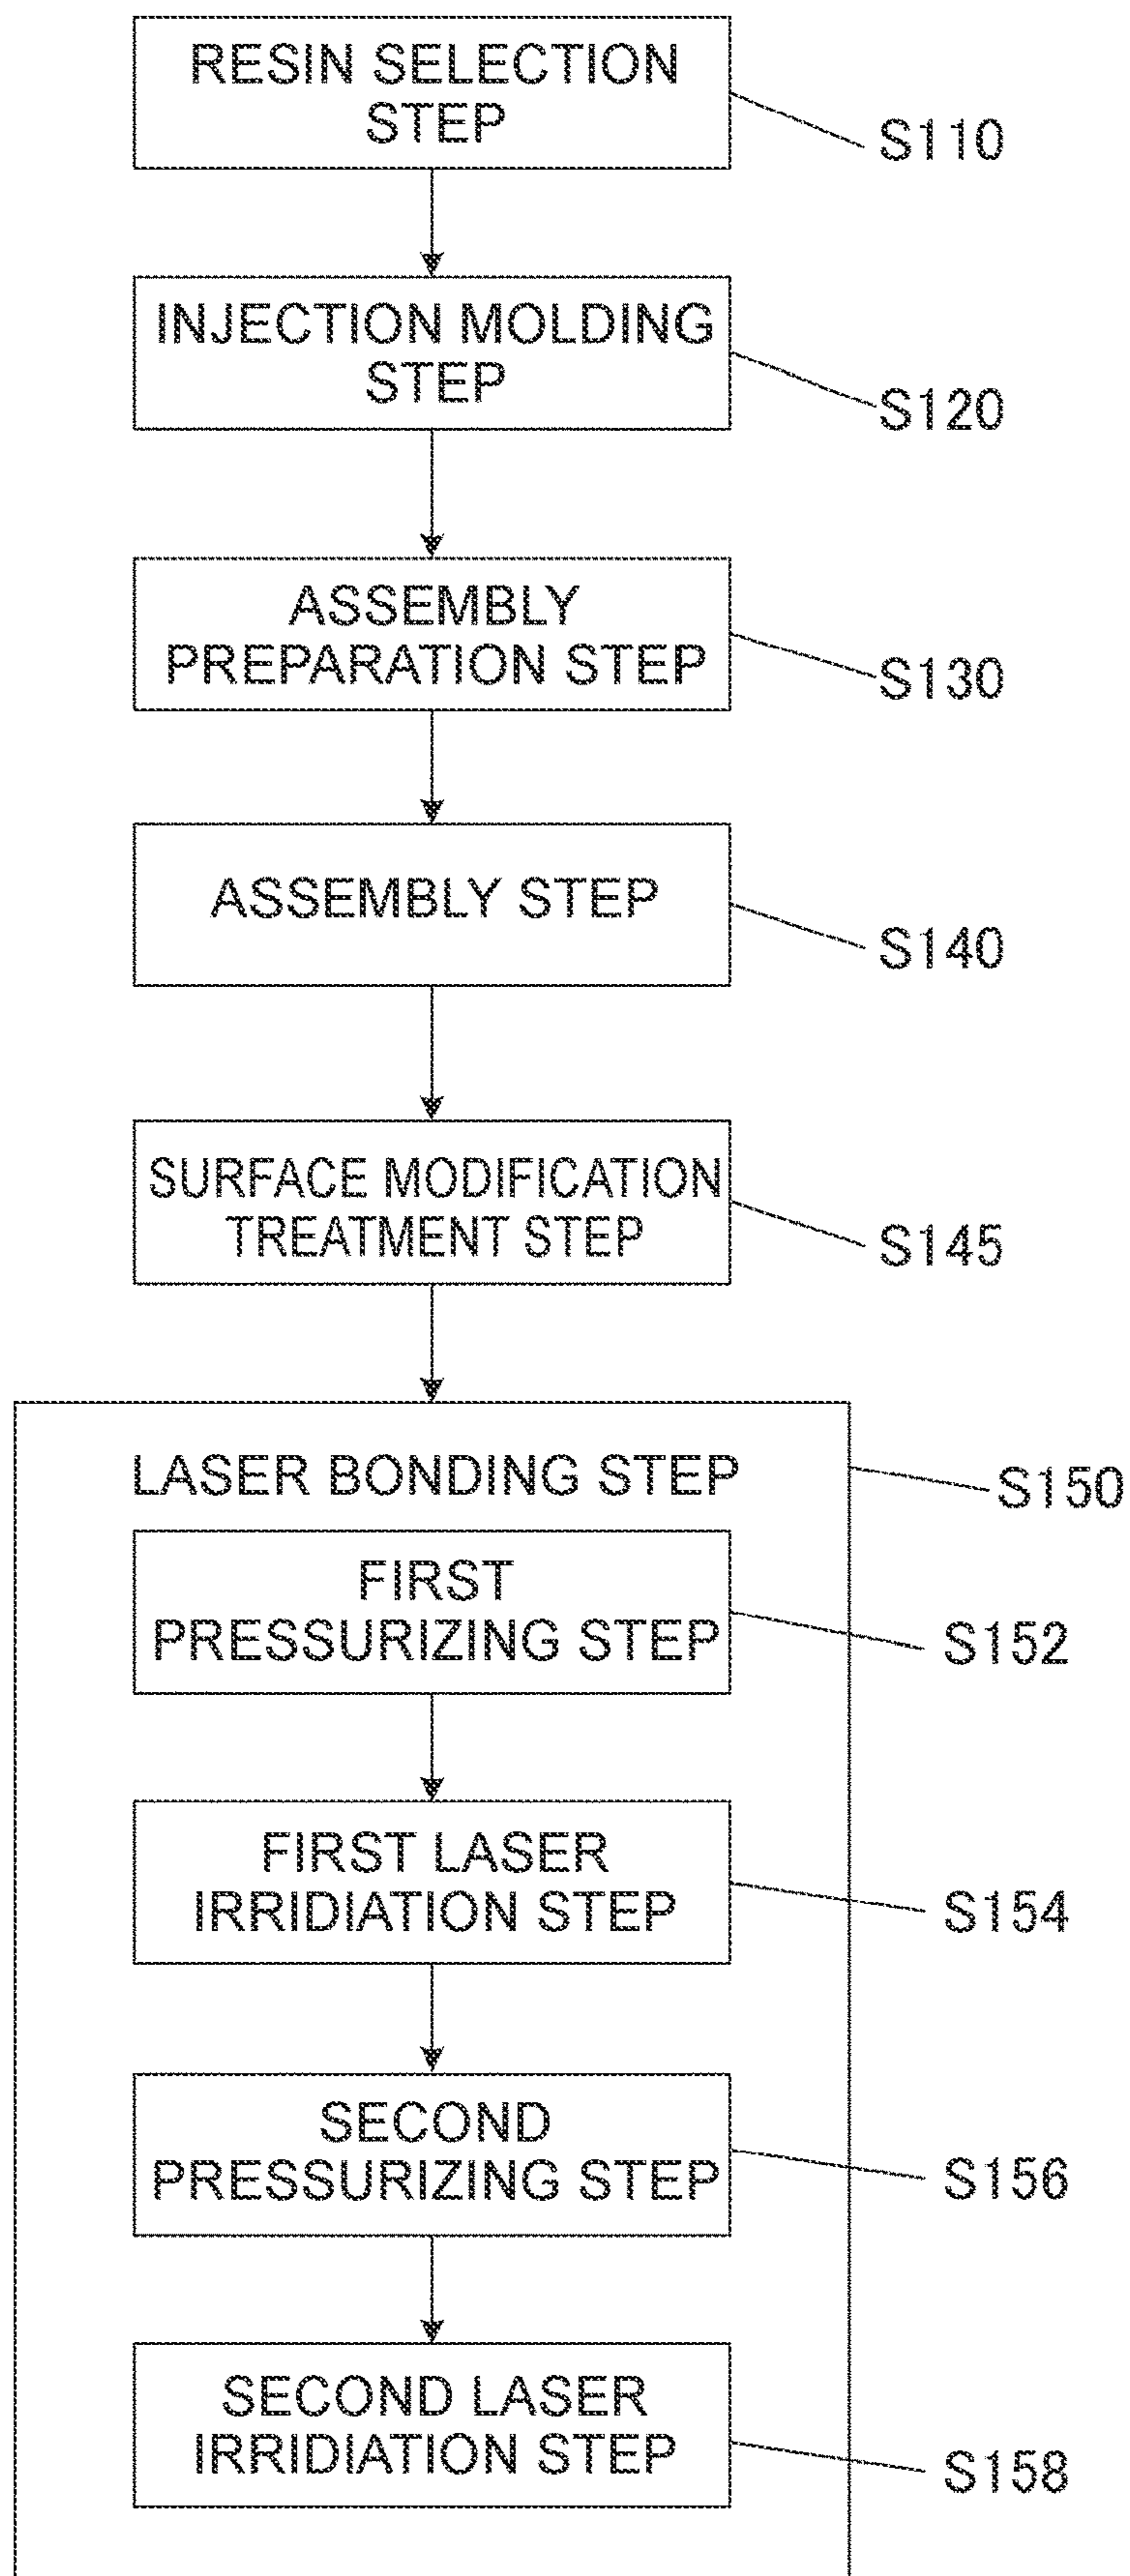 RESIN SELECTION
STEP
S110
INJECTION MOLDING
STEP
S120
ASSEMBLY
PREPARATION STEP
S130
ASSEMBLY STEP
S140
SURFACE MODIFICATION
TREATMENT STEP
S145
LASER BONDING STEP
S150
FIRST
PRESSURIZING STEP
S152
FIRST LASER
IRRIDIATION STEP
S154
SECOND
PRESSURIZING STEP
S156
SECOND LASER
IRRIDIATION STEP
S158